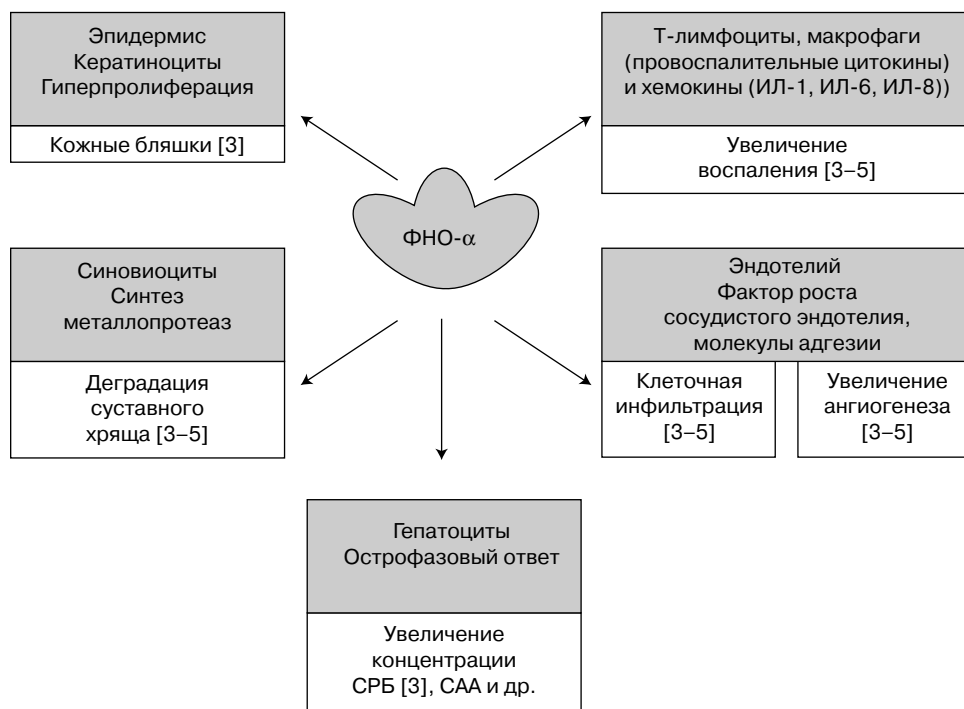 Эпидермис
Кератиноциты
Гиперпролиферация
Кожные бляшки [3]
Т-лимфоциты, макрофаги
(провоспалительные цитокины)
и хемокины (ИЛ-1, ИЛ-6, ИЛ-8))
Увеличение
воспаления [3–5]
ФНО-α
Синовиоциты
Синтез
металлопротеаз
Деградация
суставного
хряща [3–5]
Эндотелий
Фактор роста
сосудистого эндотелия,
молекулы адгезии
Клеточная
инфильтрация
[3–5]
Увеличение
ангиогенеза
[3–5]
Гепатоциты
Острофазовый ответ
Увеличение
концентрации
СРБ [3], САА и др.